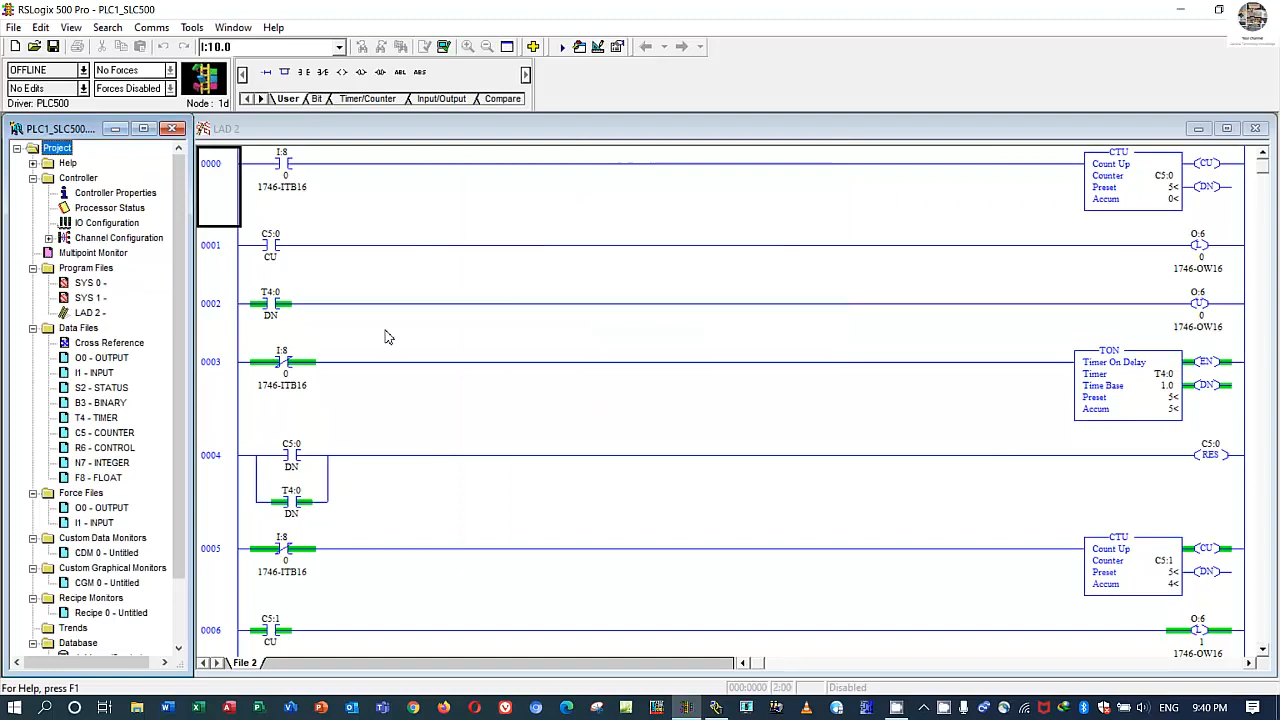 RSLogix 500 Pro - PLC1_SLC500
File Edit View Search Comms Tools Window Help
I:10.0
OFFLINE No Forces
No Edits Forces Disabled
Driver: PLC500 Node : 1d
ABL ABS
User Bit Timer/Counter Input/Output Compare
PLC1_SLC500....
Project
Help
Controller
Controller Properties
Processor Status
IO Configuration
Channel Configuration
Multipoint Monitor
Program Files
SYS 0 -
SYS 1 -
LAD 2 -
Data Files
Cross Reference
O0 - OUTPUT
I1 - INPUT
S2 - STATUS
B3 - BINARY
T4 - TIMER
C5 - COUNTER
R6 - CONTROL
N7 - INTEGER
F8 - FLOAT
Force Files
O0 - OUTPUT
I1 - INPUT
Custom Data Monitors
CDM 0 - Untitled
Custom Graphical Monitors
CGM 0 - Untitled
Recipe Monitors
Recipe 0 - Untitled
Trends
Database
LAD 2
0000
I:8
0
1746-ITB16
CTU
Count Up CU
Counter C5:0
Preset 5< DN
Accum 0<
0001
C5:0
CU
O:6
L
0
1746-OW16
0002
T4:0
DN
O:6
U
0
1746-OW16
0003
I:8
0
1746-ITB16
TON
Timer On Delay EN
Timer T4:0
Time Base 1.0 DN
Preset 5<
Accum 5<
0004
C5:0
DN
T4:0
DN
C5:0
RES
0005
I:8
0
1746-ITB16
CTU
Count Up CU
Counter C5:1
Preset 4< DN
Accum 4<
0006
C5:1
CU
O:6
L
1
1746-OW16
File 2
For Help, press F1
000:0000 2:00 Disabled
9:40 PM